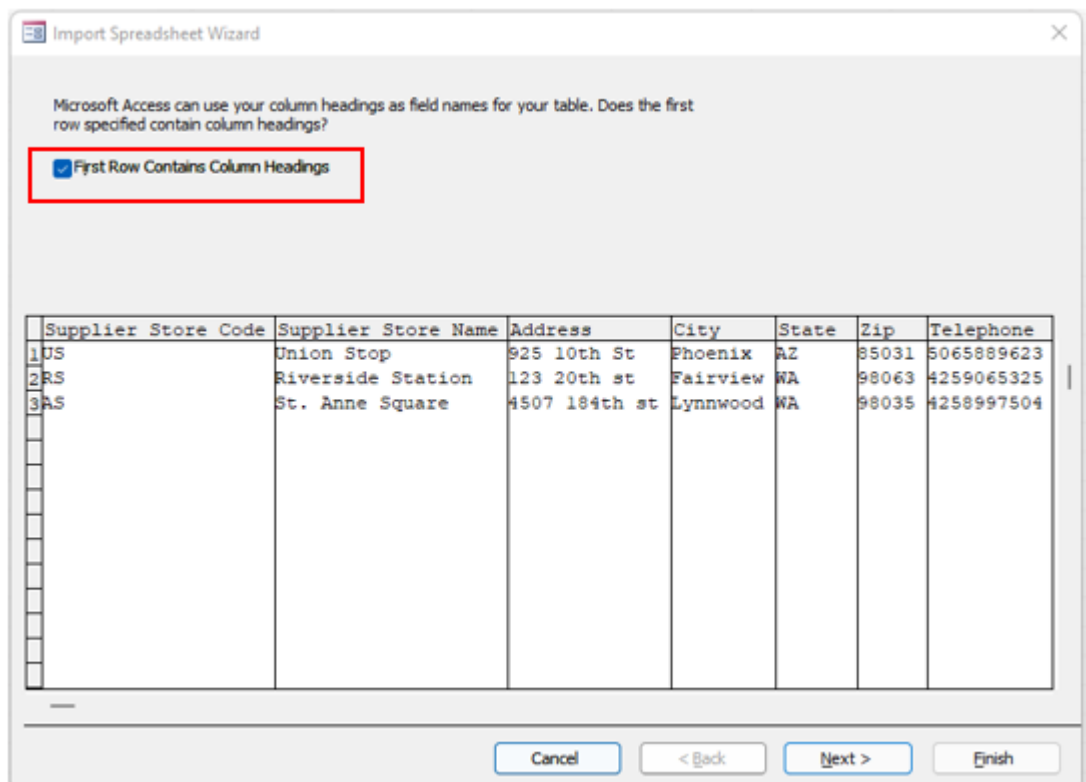 Import Spreadsheet Wizard
Microsoft Access can use your column headings as field names for your table. Does the first
row specified contain column headings?
First Row Contains Column Headings
Supplier Store Code Supplier Store Name Address City State Zip Telephone
1 US Union Stop 925 10th St Phoenix AZ 85031 5065889623
2 RS Riverside Station 123 20th st Fairview WA 98063 4259065325
3 AS St. Anne Square 4507 184th st Lynnwood WA 98035 4258997504
Cancel < Back Next > Finish